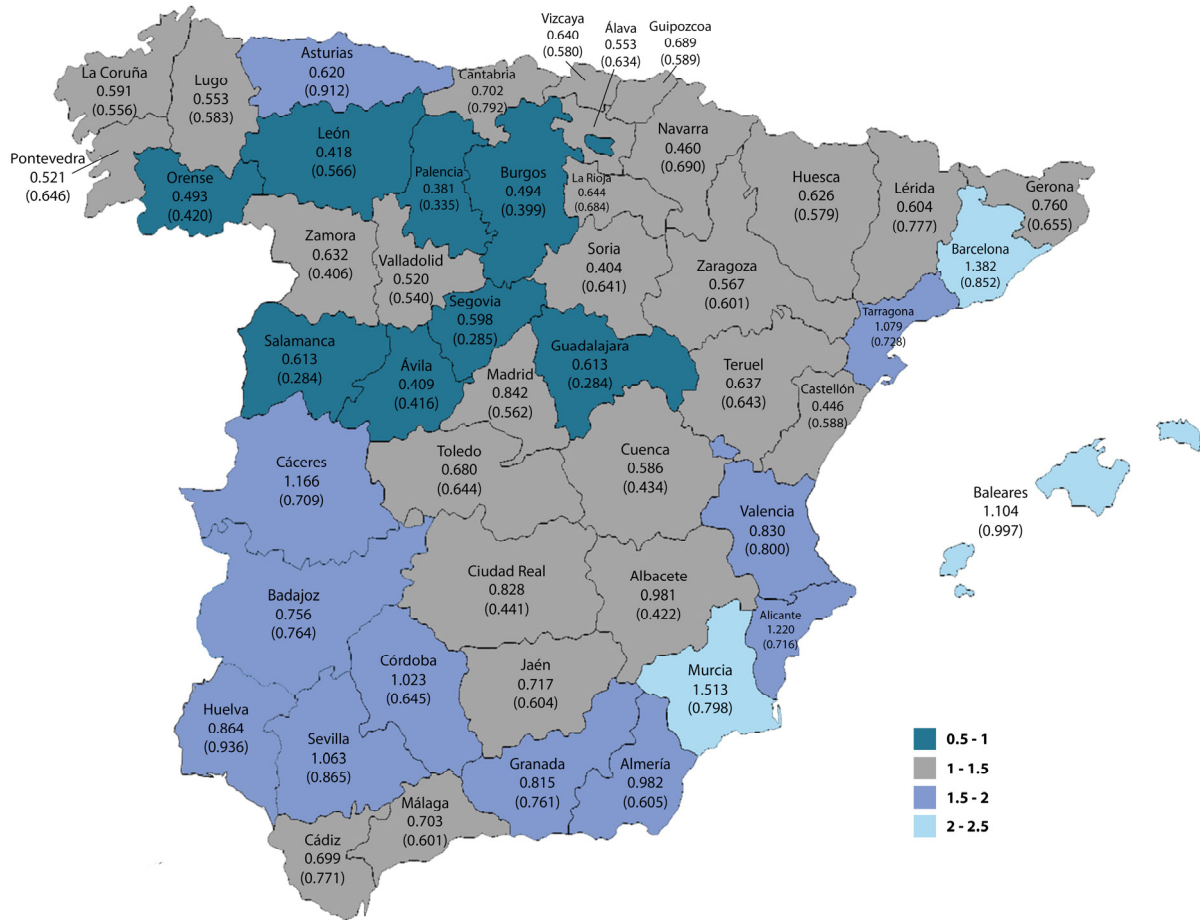 Vizcaya
0.640
(0.580)
Álava
0.553
(0.634)
Guipozcoa
0.689
(0.589)
La Coruña
0.591
(0.556)
Lugo
0.553
(0.583)
Asturias
0.620
(0.912)
Cantabria
0.702
(0.792)
Pontevedra
0.521
(0.646)
Orense
0.493
(0.420)
León
0.418
(0.566)
Palencia
0.381
(0.335)
Burgos
0.494
(0.399)
La Rioja
0.644
(0.684)
Navarra
0.460
(0.690)
Huesca
0.626
(0.579)
Lérida
0.604
(0.777)
Gerona
0.760
(0.655)
Barcelona
1.382
(0.852)
Zamora
0.632
(0.406)
Valladolid
0.520
(0.540)
Soria
0.404
(0.641)
Zaragoza
0.567
(0.601)
Tarragona
1.079
(0.728)
Segovia
0.598
(0.285)
Salamanca
0.613
(0.284)
Ávila
0.409
(0.416)
Madrid
0.842
(0.562)
Guadalajara
0.613
(0.284)
Teruel
0.637
(0.643)
Castellón
0.446
(0.588)
Cáceres
1.166
(0.709)
Toledo
0.680
(0.644)
Cuenca
0.586
(0.434)
Valencia
0.830
(0.800)
Baleares
1.104
(0.997)
Badajoz
0.756
(0.764)
Ciudad Real
0.828
(0.441)
Albacete
0.981
(0.422)
Alicante
1.220
(0.716)
Córdoba
1.023
(0.645)
Jaén
0.717
(0.604)
Murcia
1.513
(0.798)
Huelva
0.864
(0.936)
Sevilla
1.063
(0.865)
Granada
0.815
(0.761)
Almería
0.982
(0.605)
Málaga
0.703
(0.601)
Cádiz
0.699
(0.771)
0.5 - 1
1 - 1.5
1.5 - 2
2 - 2.5